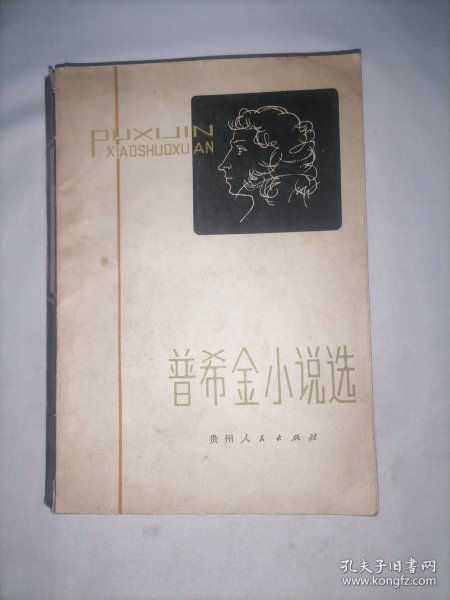 PUXIJIN
XIAOSHUOXUAN
普希金小说选
贵州人民出版社
孔夫子旧书网
www.kongfz.com